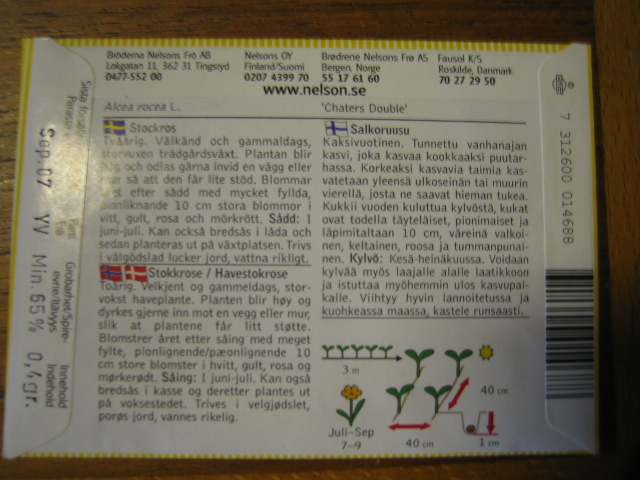 Bröderna Nelsons Frö AB
Lokgatan 11, 362 31 Tingsryd
0477-552 00
Nelsons OY
Finland/Suomi
0207 4399 70
Brødrene Nelsons Frø AS
Bergen, Norge
55 17 61 60
Fausol K/S
Roskilde, Danmark
70 27 29 50
www.nelson.se
Alcea rocea L.
'Chaters Double'
Stockros
Tvåårig. Välkänd och gammaldags,
storvuxen trädgårdsväxt. Plantan blir
hög och odlas gärna invid en vägg eller
mur så att den får lite stöd. Blommar
året efter sådd med mycket fyllda,
pionliknande 10 cm stora blommor i
vitt, gult, rosa och mörkrött. Sådd: I
juni-juli. Kan också bredsås i låda och
sedan planteras ut på växtplatsen. Trivs
i välgödslad lucker jord, vattna rikligt.
Stokkrose / Havestokrose
Toårig. Velkjent og gammeldags, stor-
vokst haveplante. Planten blir høy og
dyrkes gjerne inn mot en vegg eller mur,
slik at plantene får litt støtte.
Blomstrer året etter såing med meget
fylte, pionlignende/pæonlignende 10
cm store blomster i hvitt, gult, rosa og
mørkerødt. Såing: I juni-juli. Kan også
bredsås i kasse og deretter plantes ut
på voksestedet. Trives i velgjødslet,
porøs jord, vannes rikelig.
Salkoruusu
Kaksivuotinen. Tunnettu vanhanajan
kasvi, joka kasvaa kookkaaksi puutar-
hassa. Korkeaksi kasvavia taimia kas-
vatetaan yleensä ulkoseinän tai muurin
vierellä, josta ne saavat hieman tukea.
Kukkii vuoden kuluttua kylvöstä, kukat
ovat todella täyteläiset, pionimaiset ja
läpimitaltaan 10 cm, väreinä valkoi-
nen, keltainen, roosa ja tummanpunai-
nen. Kylvö: Kesä-heinäkuussa. Voidaan
kylvää myös laajalle alalle laatikkoon
ja istuttaa myöhemmin ulos kasvupai-
kalle. Viihtyy hyvin lannoitetussa ja
kuohkeassa maassa, kastele runsaasti.
3 m
Juli-Sep
7-9
40 cm
40 cm
1 cm
7 312600 014688
Sep.07 YV Min.65% 0,4gr.
Grobarhet/Spire-
evne/Itävyys
Innehold
Indehold